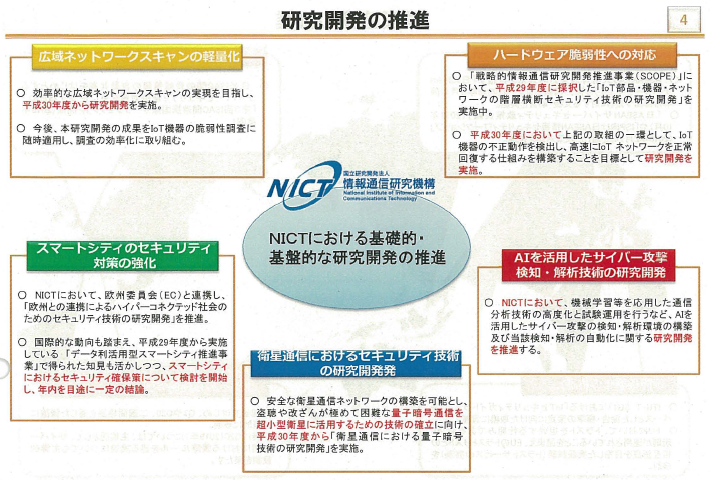 研究開発の推進
4
広域ネットワークスキャンの軽量化
○ 効率的な広域ネットワークスキャンの実現を目指し、
平成30年度から研究開発を実施。
○ 今後、本研究開発の成果をIoT機器の脆弱性調査に
随時適用し、調査の効率化に取り組む。
ハードウェア脆弱性への対応
○ 「戦略的情報通信研究開発推進事業(SCOPE)」に
おいて、平成29年度に採択した「IoT部品・機器・ネット
ワークの階層横断セキュリティ技術の研究開発」を
実施中。
○ 平成30年度において上記の取組の一環として、IoT
機器の不正動作を検出し、高速にIoT ネットワークを正常
回復する仕組みを構築することを目標として研究開発を
実施。
NICT
国立研究開発法人
情報通信研究機構
National Institute of Information and
Communications Technology
NICTにおける基礎的・
基盤的な研究開発の推進
スマートシティのセキュリティ
対策の強化
○ NICTにおいて、欧州委員会(EC)と連携し、
「欧州との連携によるハイパーコネクテッド社会の
ためのセキュリティ技術の研究開発」を推進。
○ 国際的な動向も踏まえ、平成29年度から実施
している 「データ利活用型スマートシティ推進事
業」で得られた知見も活かしつつ、スマートシティ
におけるセキュリティ確保策について検討を開始
し、年内を目途に一定の結論。
AIを活用したサイバー攻撃
検知・解析技術の研究開発
○ NICTにおいて、機械学習等を応用した通信
分析技術の高度化と試験運用を行うなど、AIを
活用したサイバー攻撃の検知・解析環境の構築
及び当該検知・解析の自動化に関する研究開発
を推進する。
衛星通信におけるセキュリティ技術
の研究開発発
○ 安全な衛星通信ネットワークの構築を可能とし、
盗聴や改ざんが極めて困難な量子暗号通信を
超小型衛星に活用するための技術の確立に向け、
平成30年度から「衛星通信における量子暗号
技術の研究開発」を実施。